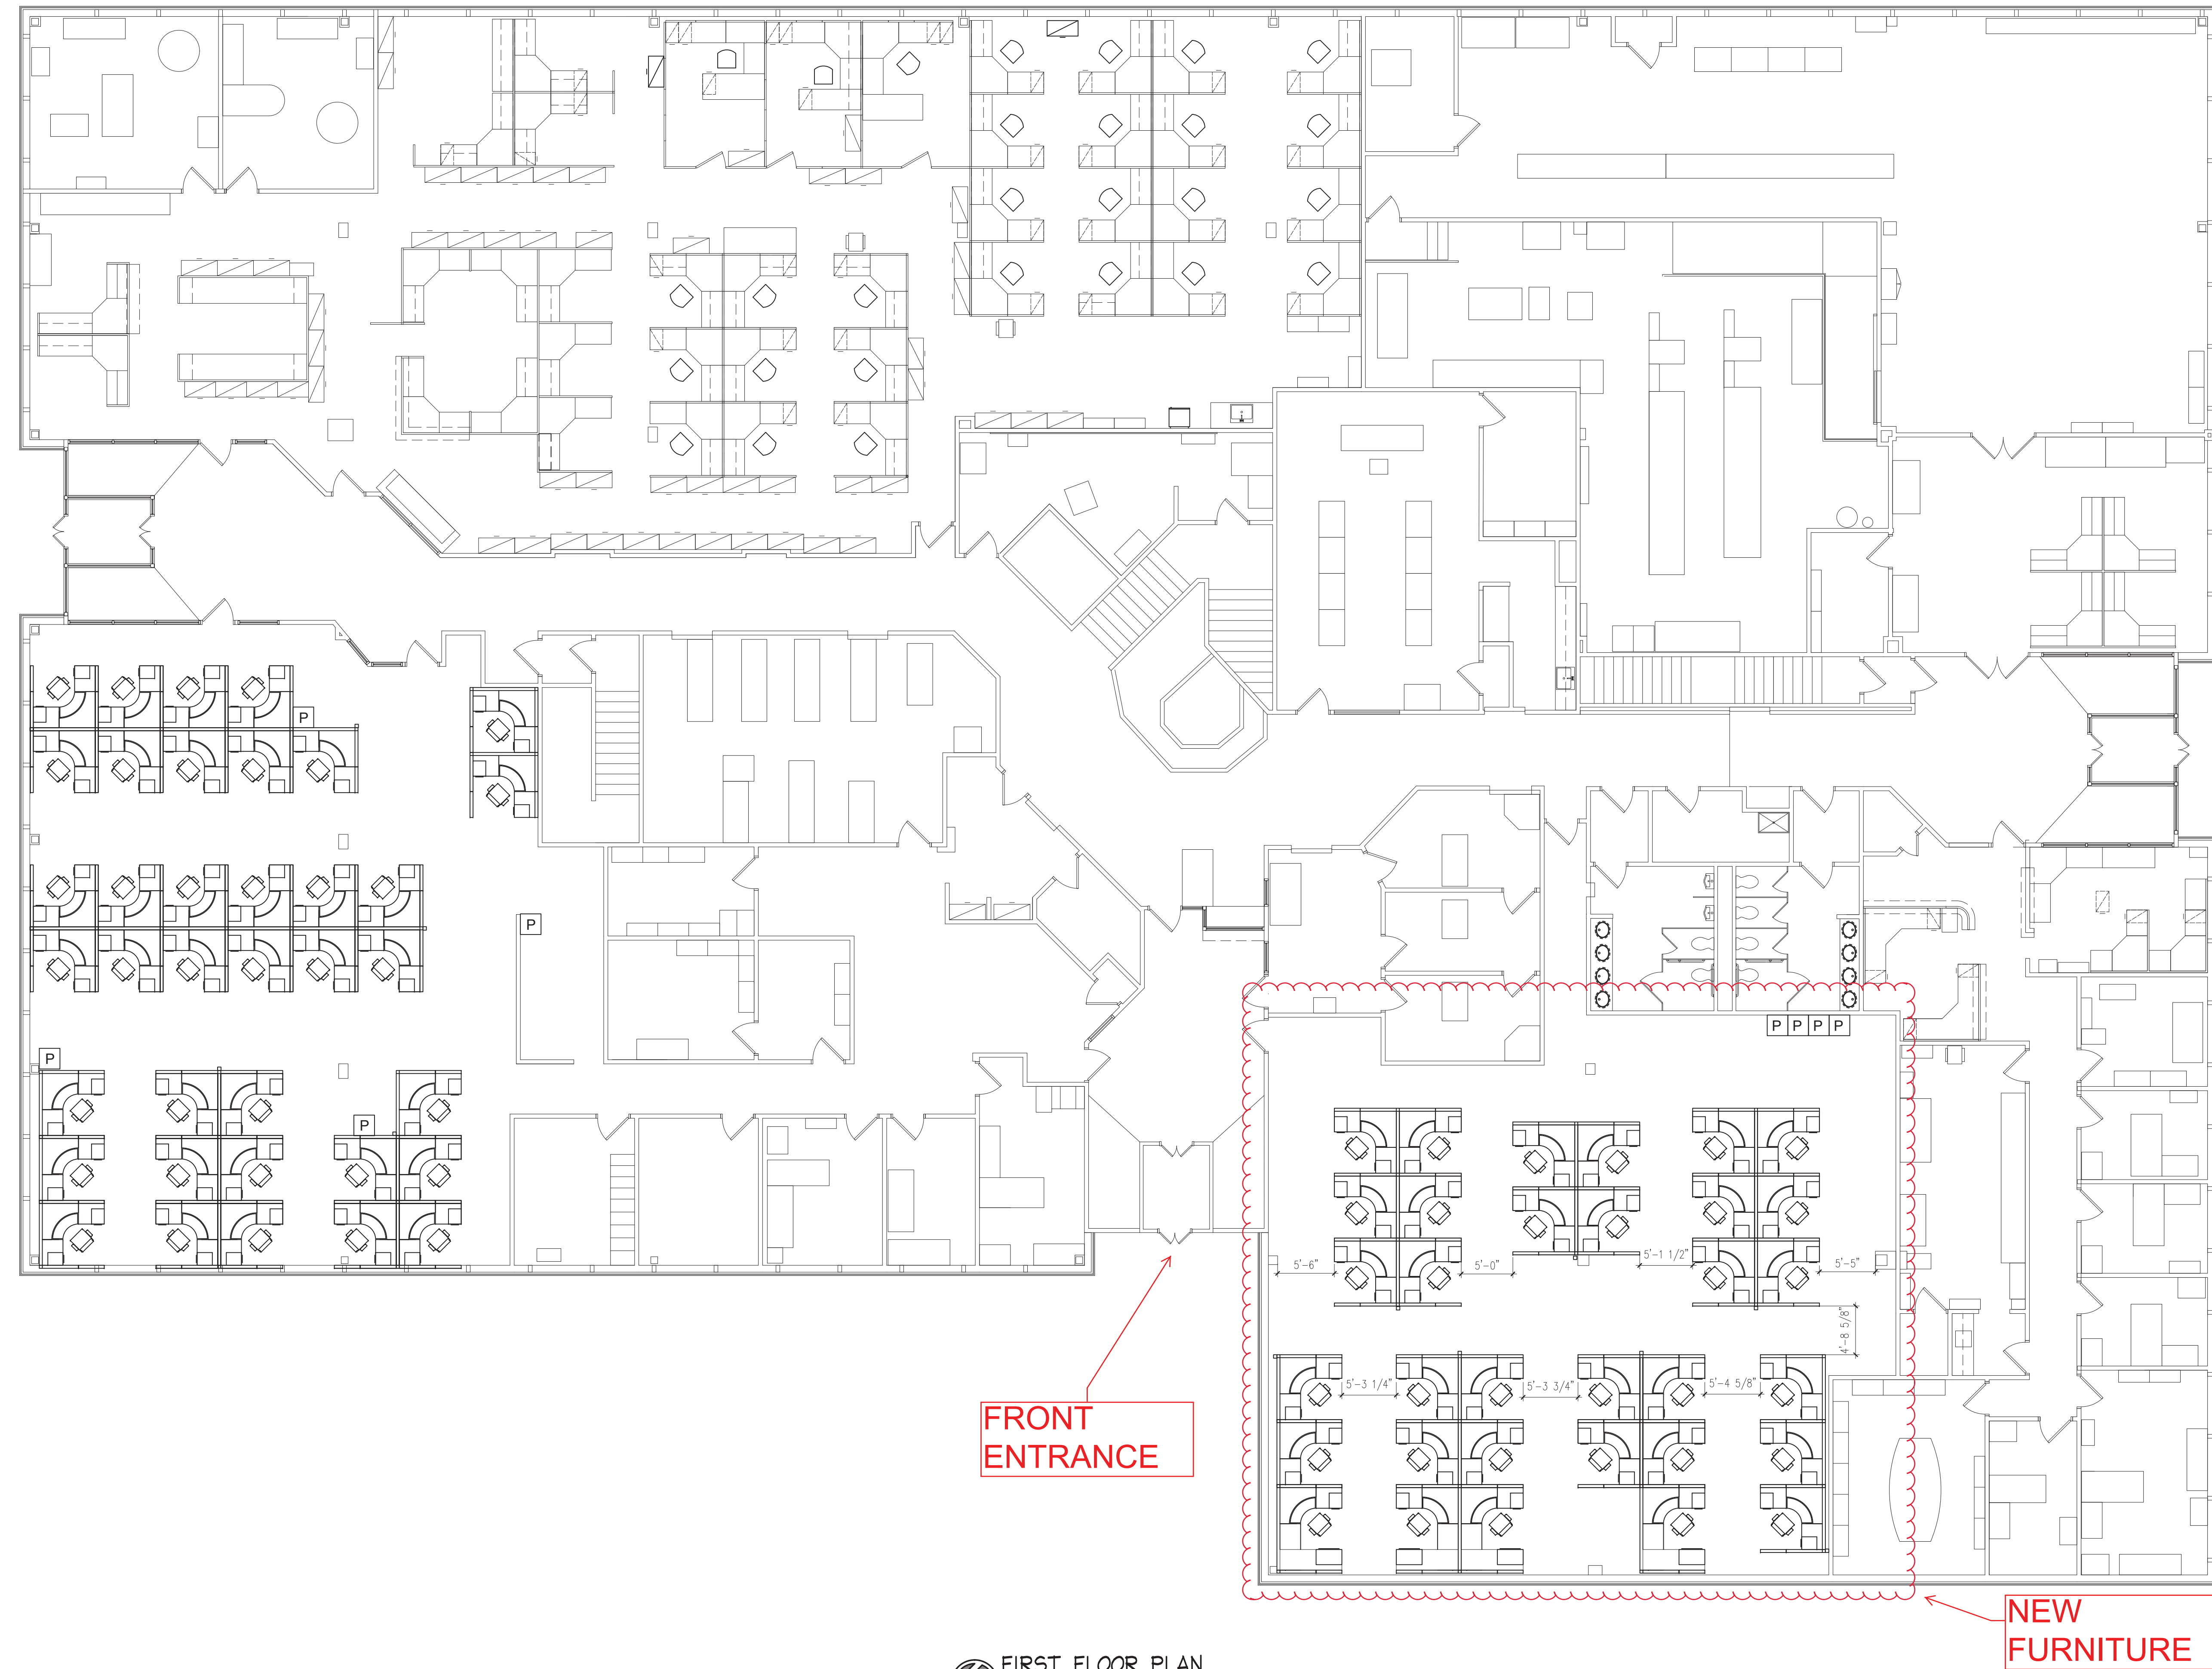 P
P
P
P
P P P P
5'-6"
5'-0"
5'-1 1/2"
5'-5"
4'-8 5/8"
5'-3 1/4"
5'-3 3/4"
5'-4 5/8"
FRONT
ENTRANCE
NEW
FURNITURE
FIRST FLOOR PLAN